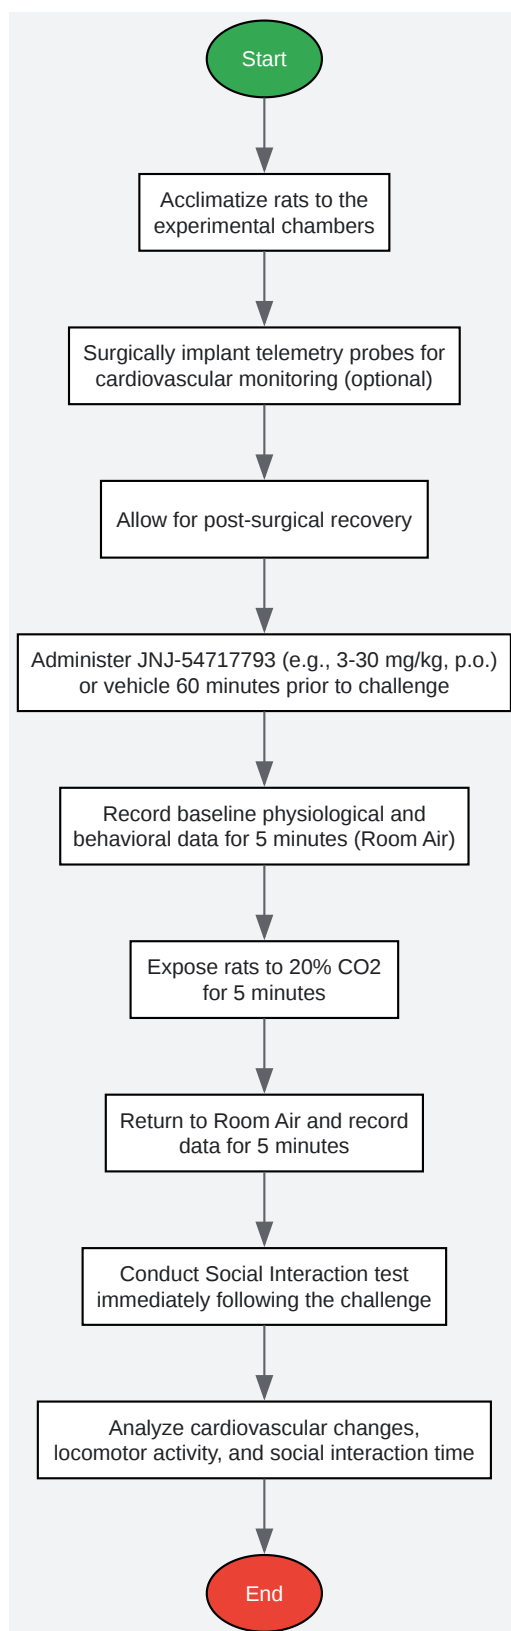 Start
Acclimatize rats to the
experimental chambers
Surgically implant telemetry probes for
cardiovascular monitoring (optional)
Allow for post-surgical recovery
Administer JNJ-54717793 (e.g., 3-30 mg/kg, p.o.)
or vehicle 60 minutes prior to challenge
Record baseline physiological and
behavioral data for 5 minutes (Room Air)
Expose rats to 20% CO2
for 5 minutes
Return to Room Air and record
data for 5 minutes
Conduct Social Interaction test
immediately following the challenge
Analyze cardiovascular changes,
locomotor activity, and social interaction time
End